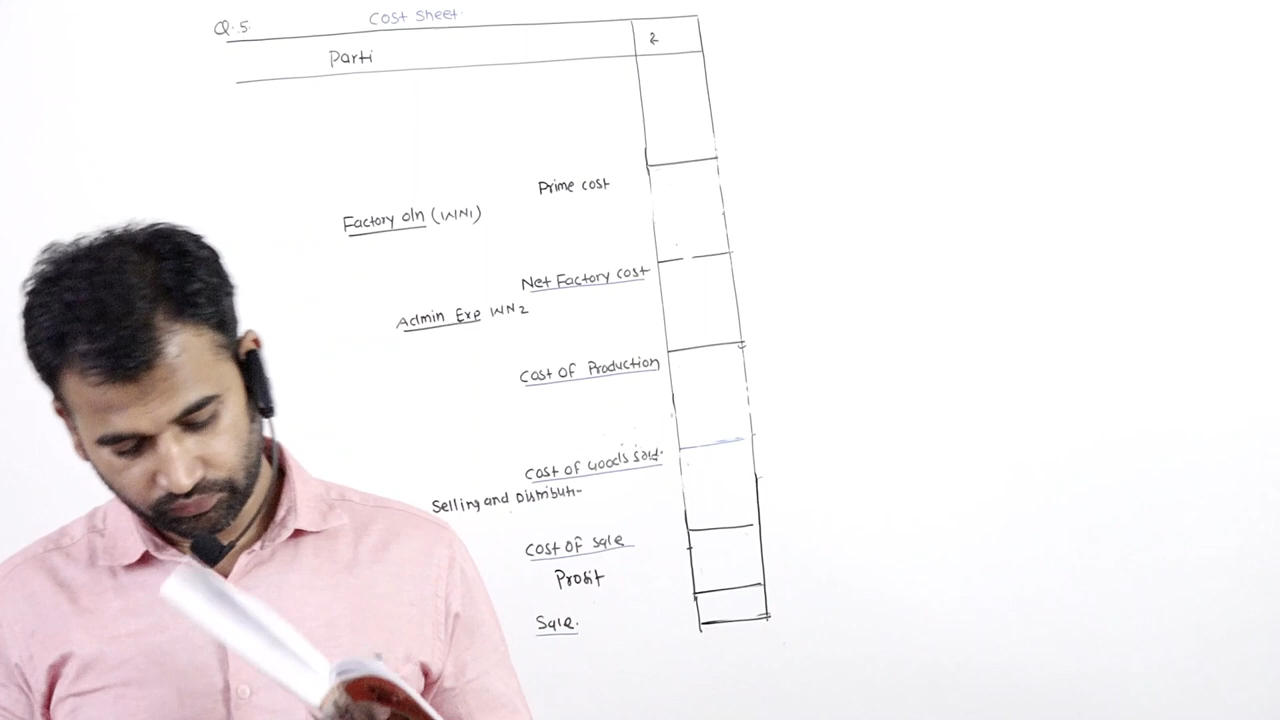 Q.5. Cost Sheet
Parti ₹
Prime cost
Factory o/n (WN1)
Net Factory cost
Admin Exp WN2
Cost of Production
Cost of Goods sold.
Selling and Distributi-
Cost of sale
Profit
Sale.